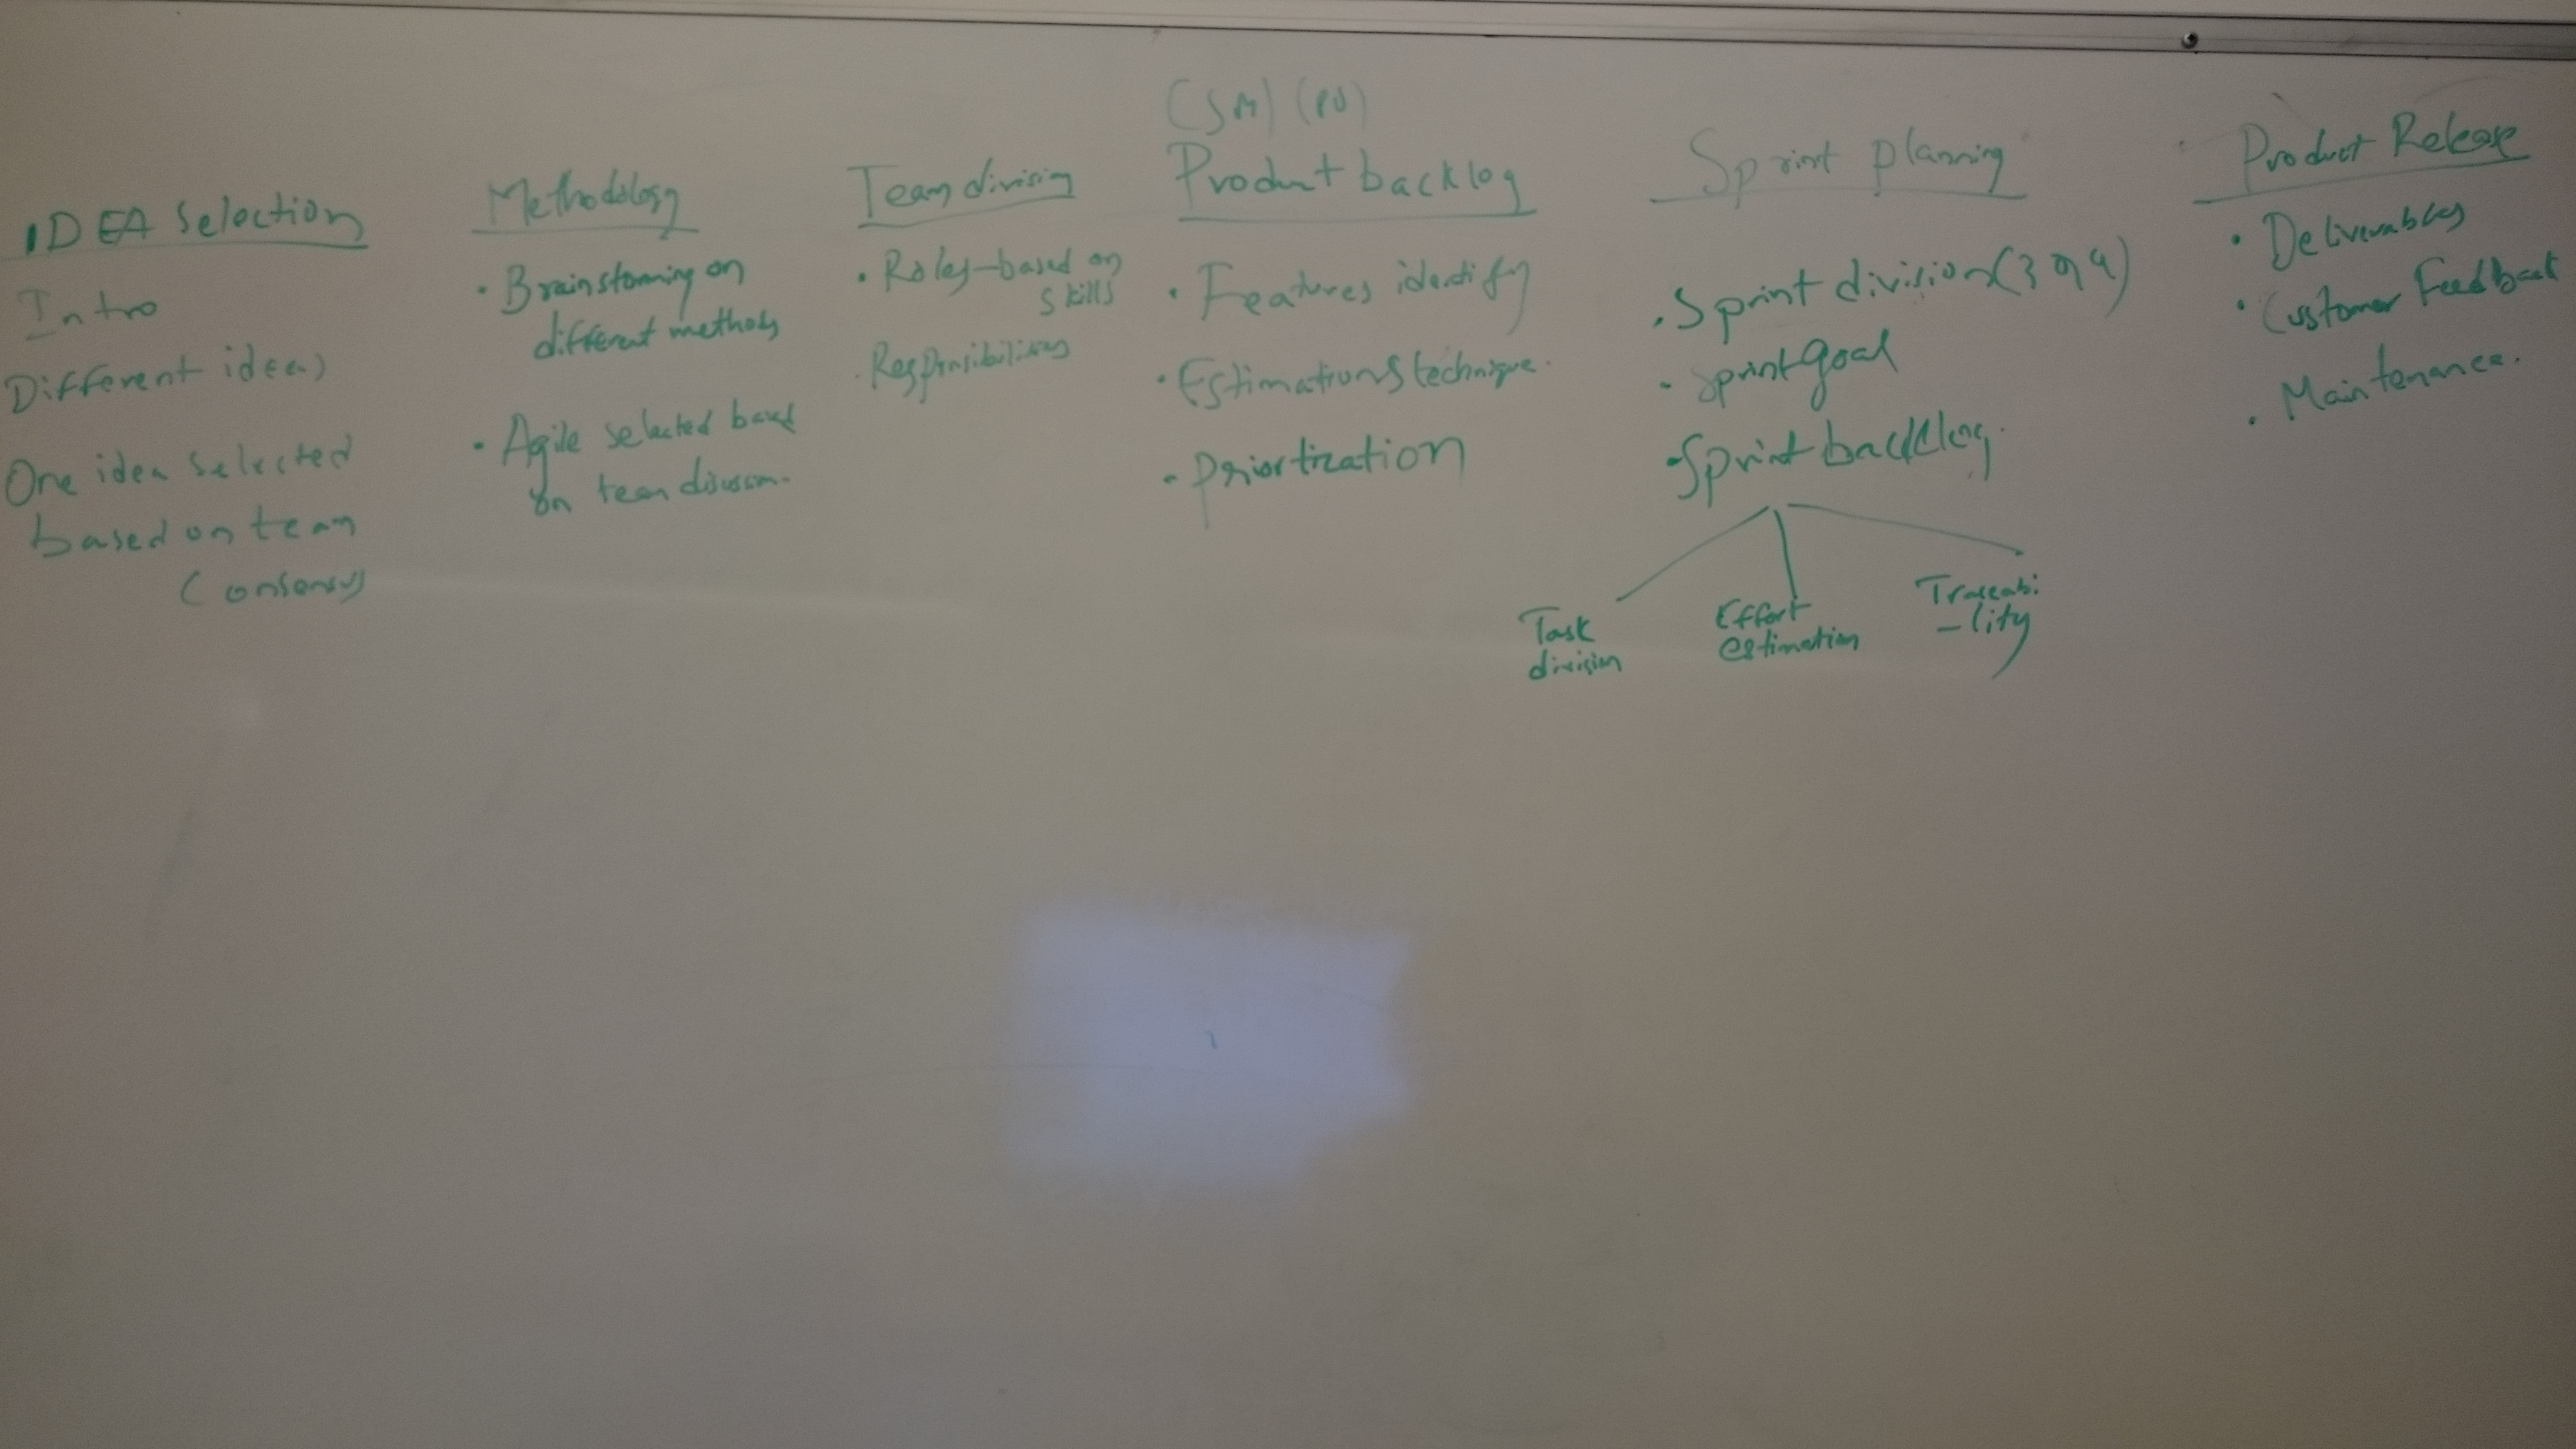 IDEA Selection
Intro
Different ideas
One idea selected
based on team
Consensus
Methodology
• Brainstorming on
different methods
• Agile selected based
on team discussion.
Team division
• Roles-based on
skills
• Responsibilities
(SM) (PO)
Product backlog
• Features identify
• Estimations technique.
• Priortization
Sprint planning
• Sprint division (3 or 4)
• Sprint Goal
• Sprint backlog
Task
division
Effort
estimation
Traceabi
-lity
Product Release
• Deliverables
• Customer Feedback
• Maintenance.